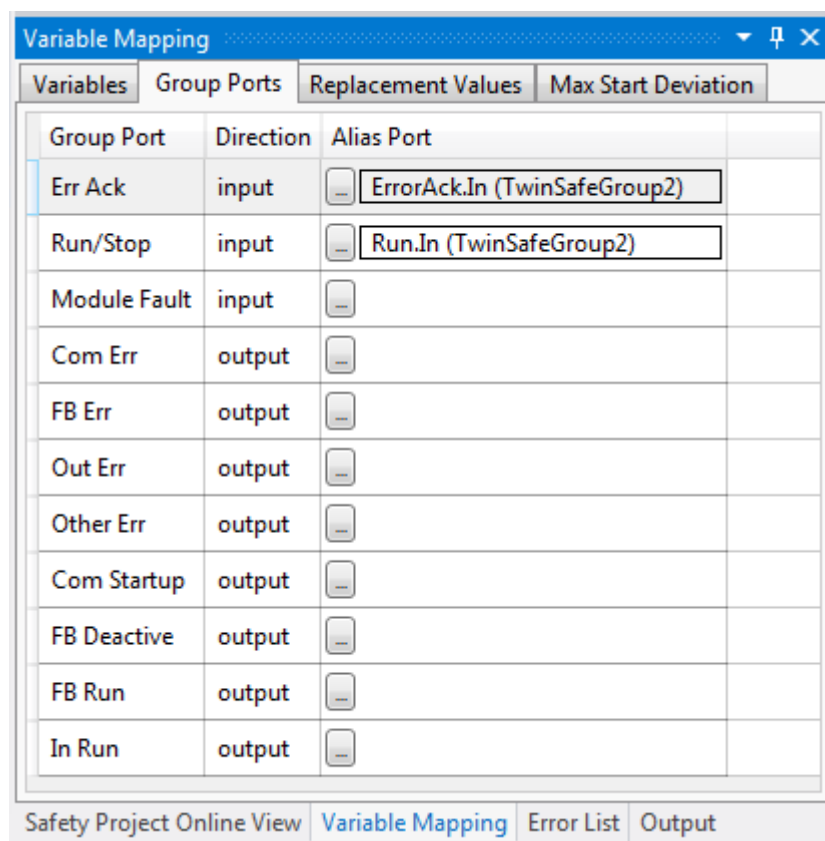 Variable Mapping
Variables Group Ports Replacement Values Max Start Deviation
Group Port Direction Alias Port
Err Ack input ... ErrorAck.In (TwinSafeGroup2)
Run/Stop input ... Run.In (TwinSafeGroup2)
Module Fault input ...
Com Err output ...
FB Err output ...
Out Err output ...
Other Err output ...
Com Startup output ...
FB Deactive output ...
FB Run output ...
In Run output ...
Safety Project Online View Variable Mapping Error List Output